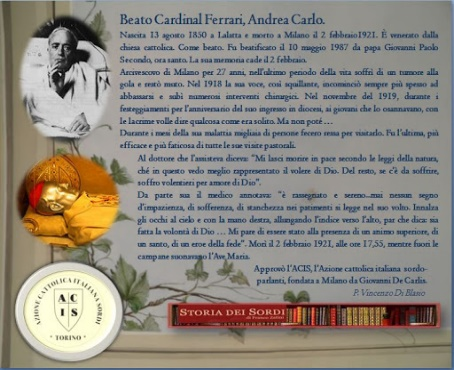 Beato Cardinal Ferrari, Andrea Carlo.
Nascita 13 agosto 1850 a Lalatta e morto a Milano il 2 febbraio1921. È venerato dalla
chiesa cattolica. Come beato. Fu beatificato il 10 maggio 1987 da papa Giovanni Paolo
Secondo, ora santo. La sua memoria cade il 2 febbraio.
Arcivescovo di Milano per 27 anni, nell'ultimo periodo della vita soffrì di un tumore alla
gola e restò muto. Nel 1918 la sua voce, così squillante, incominciò sempre più spesso ad
abbassarsi e subì numerosi interventi chirurgici. Nel novembre del 1919, durante i
festeggiamenti per l'anniversario del suo ingresso in diocesi, ai giovani che lo osannavano, con
le lacrime volle dire qualcosa come era solito. Ma non poté …
Durante i mesi della sua malattia migliaia di persone fecero ressa per visitarlo. Fu l'ultima, più
efficace e più faticosa di tutte le sue visite pastorali.
Al dottore che l'assisteva diceva: "Mi lasci morire in pace secondo le leggi della natura,
ché in questo vedo meglio rappresentato il volere di Dio. Del resto, se c'è da soffrire,
soffro volentieri per amore di Dio".
Da parte sua il medico annotava: "è rassegnato e sereno...mai nessun segno
d'impazienza, di sofferenza, di stanchezza nei patimenti si legge nel suo volto. Innalza
gli occhi al cielo e con la mano destra, allungando l'indice verso l'alto, par che dica: sia
fatta la volontà di Dio … Mi pare di essere stato alla presenza di un animo superiore, di
un santo, di un eroe della fede". Morì il 2 febbraio 1921, alle ore 17,55, mentre fuori le
campane suonavano l'Ave Maria.
Approvò l'ACIS, l'Azione cattolica italiana sordo-
parlanti, fondata a Milano da Giovanni De Carlis.
P. Vincenzo Di Blasio
AZIONE CATTOLICA ITALIANA SORDI
A C
I S
· TORINO ·
STORIA DEI SORDI